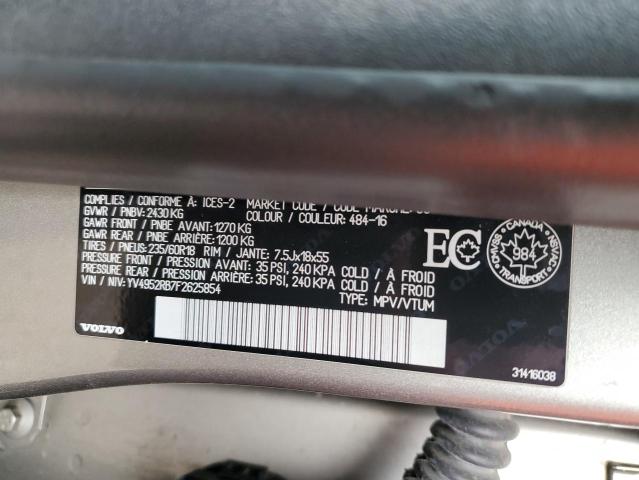 COMPLIES / CONFORME À: ICES-2 MARKET CODE / CODE
GVWR / PNBV: 2430 KG COLOUR / COULEUR: 484-16
GAWR FRONT / PNBE AVANT: 1270 KG
GAWR REAR / PNBE ARRIÈRE: 1200 KG
TIRES / PNEUS: 235/60R18 RIM / JANTE: 7.5Jx18x55
PRESSURE FRONT / PRESSION AVANT: 35 PSI, 240 KPA COLD / À FROID
PRESSURE REAR / PRESSION ARRIÈRE: 35 PSI, 240 KPA COLD / À FROID
VIN / NIV: YV4952RB7F2625854 TYPE: MPV/VTUM
EC
CANADA
CMVSS NSVAC
984
TRANSPORT
VOLVO
31416038